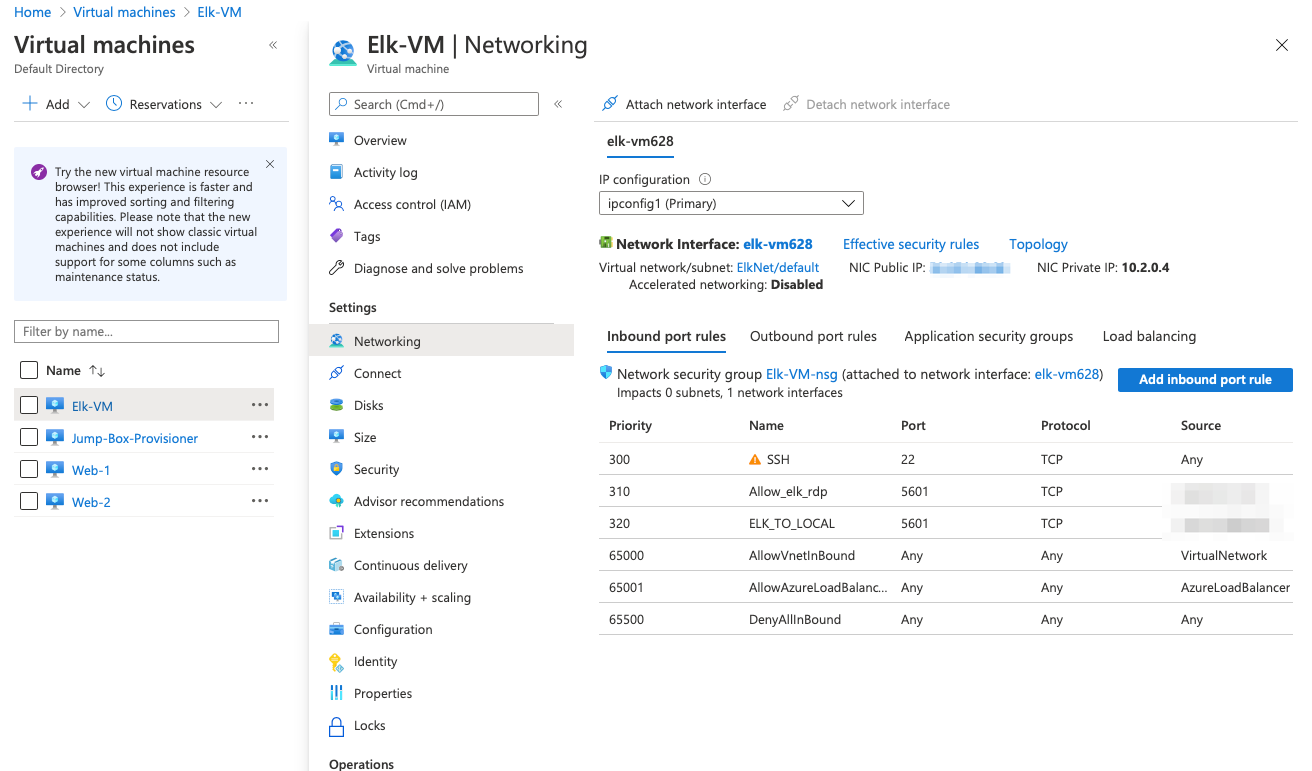 Home > Virtual machines > Elk-VM
Virtual machines «
Default Directory
Add Reservations ...
Try the new virtual machine resource
browser! This experience is faster and
has improved sorting and filtering
capabilities. Please note that the new
experience will not show classic virtual
machines and does not include
support for some columns such as
maintenance status.
Filter by name...
Name ↑↓
Elk-VM ...
Jump-Box-Provisioner ...
Web-1 ...
Web-2 ...
Elk-VM | Networking
Virtual machine
Search (Cmd+/) «
Overview
Activity log
Access control (IAM)
Tags
Diagnose and solve problems
Settings
Networking
Connect
Disks
Size
Security
Advisor recommendations
Extensions
Continuous delivery
Availability + scaling
Configuration
Identity
Properties
Locks
Operations
Attach network interface Detach network interface
elk-vm628
IP configuration
ipconfig1 (Primary)
Network Interface: elk-vm628 Effective security rules Topology
Virtual network/subnet: ElkNet/default NIC Public IP: NIC Private IP: 10.2.0.4
Accelerated networking: Disabled
Inbound port rules Outbound port rules Application security groups Load balancing
Network security group Elk-VM-nsg (attached to network interface: elk-vm628)
Impacts 0 subnets, 1 network interfaces
Add inbound port rule
Priority Name Port Protocol Source
300 SSH 22 TCP Any
310 Allow_elk_rdp 5601 TCP
320 ELK_TO_LOCAL 5601 TCP
65000 AllowVnetInBound Any Any VirtualNetwork
65001 AllowAzureLoadBalanc... Any Any AzureLoadBalancer
65500 DenyAllInBound Any Any Any